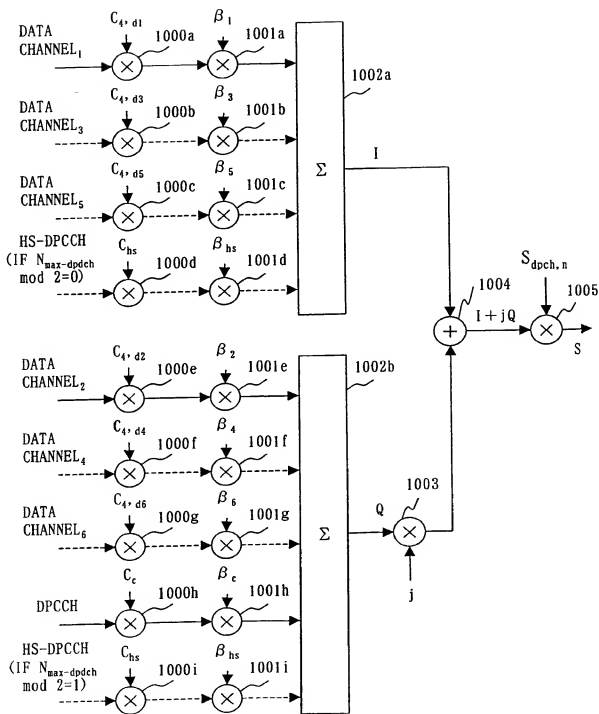 C4,d1 1000a β1 1001a
DATA
CHANNEL1
1002a
C4,d3 1000b β3 1001b
DATA
CHANNEL3
C4,d5 1000c β5 1001c
DATA
CHANNEL5
Σ
I
HS-DPCCH
(IF Nmax-dpdch
mod 2=0)
Chs 1000d βhs 1001d
Sdpch,n
1004
1005
I+jQ
S
C4,d2 1000e β2 1001e
DATA
CHANNEL2
1002b
C4,d4 1000f β4 1001f
DATA
CHANNEL4
C4,d6 1000g β6 1001g
DATA
CHANNEL6
Σ
Q
1003
j
Cc 1000h βc 1001h
DPCCH
HS-DPCCH
(IF Nmax-dpdch
mod 2=1)
Chs 1000i βhs 1001i